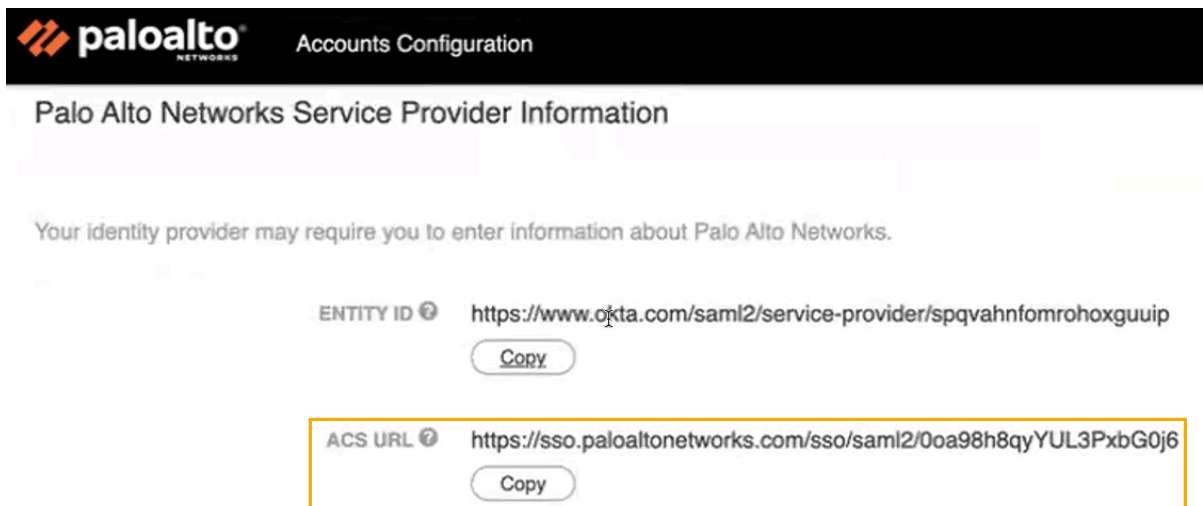 paloalto
NETWORKS
Accounts Configuration
Palo Alto Networks Service Provider Information
Your identity provider may require you to enter information about Palo Alto Networks.
ENTITY ID ? https://www.okta.com/saml2/service-provider/spqvahnfomrohoxguuip
Copy
ACS URL ? https://sso.paloaltonetworks.com/sso/saml2/0oa98h8qyYUL3PxbG0j6
Copy